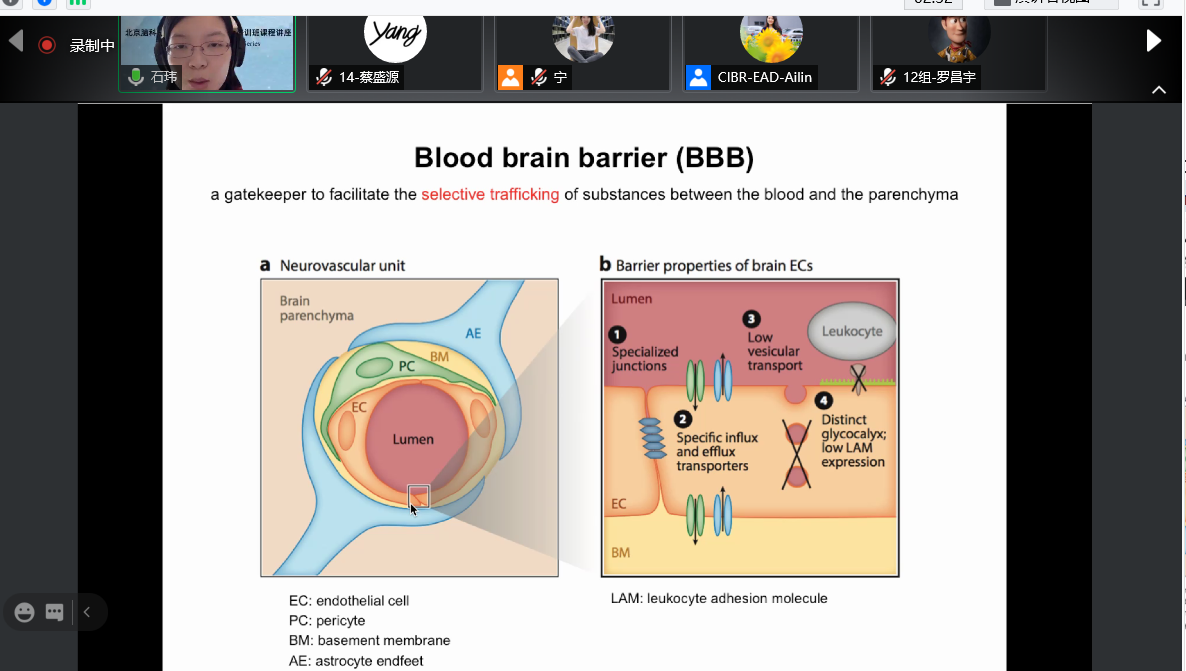 录制中
石玮
14-蔡盛源
宁
CIBR-EAD-Ailin
12组-罗昌宇
Yang
Blood brain barrier (BBB)
a gatekeeper to facilitate the selective trafficking of substances between the blood and the parenchyma
a Neurovascular unit
Brain
parenchyma
AE
BM
PC
EC
Lumen
b Barrier properties of brain ECs
Lumen
1
Specialized
junctions
3
Low
vesicular
transport
Leukocyte
2
Specific influx
and efflux
transporters
4
Distinct
glycocalyx;
low LAM
expression
EC
BM
EC: endothelial cell
PC: pericyte
BM: basement membrane
AE: astrocyte endfeet
LAM: leukocyte adhesion molecule